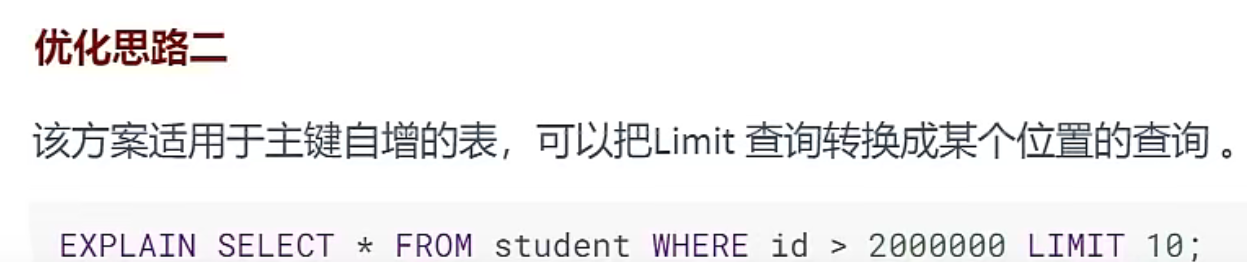 优化思路二
该方案适用于主键自增的表，可以把Limit 查询转换成某个位置的查询 。
EXPLAIN SELECT * FROM student WHERE id > 2000000 LIMIT 10;